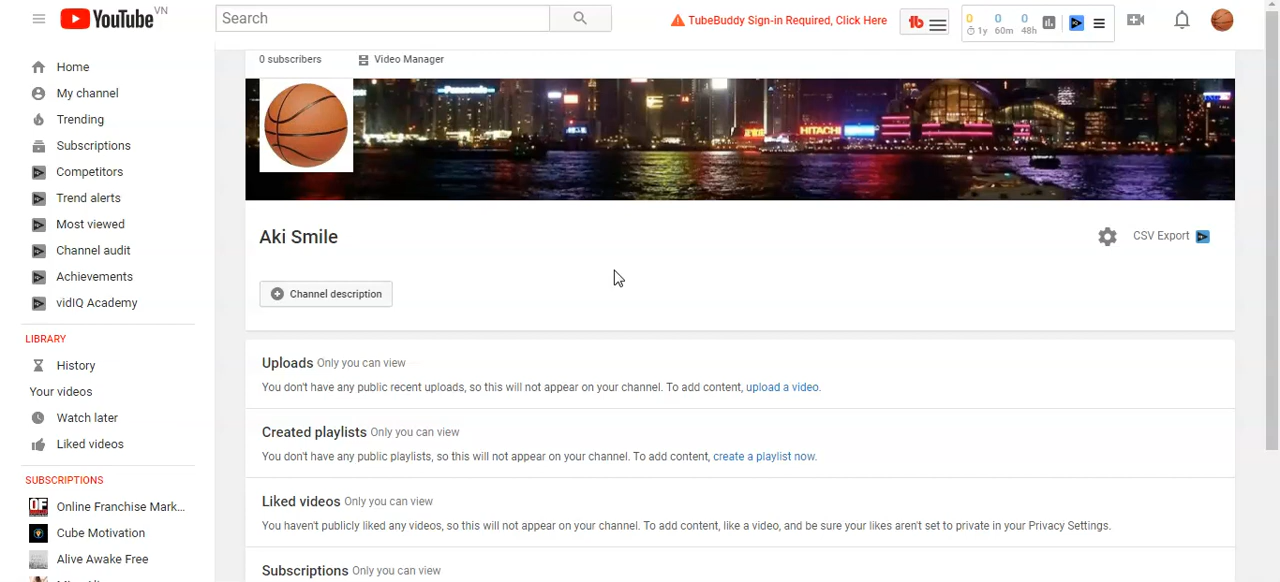 YouTube VN
Search
TubeBuddy Sign-in Required, Click Here
tb
0 0 0
1y 60m 48h
Home
My channel
Trending
Subscriptions
Competitors
Trend alerts
Most viewed
Channel audit
Achievements
vidIQ Academy
LIBRARY
History
Your videos
Watch later
Liked videos
SUBSCRIPTIONS
Online Franchise Mark...
Cube Motivation
Alive Awake Free
0 subscribers
Video Manager
Panasonic
HITACHI
Aki Smile
CSV Export
Channel description
Uploads Only you can view
You don't have any public recent uploads, so this will not appear on your channel. To add content, upload a video.
Created playlists Only you can view
You don't have any public playlists, so this will not appear on your channel. To add content, create a playlist now.
Liked videos Only you can view
You haven't publicly liked any videos, so this will not appear on your channel. To add content, like a video, and be sure your likes aren't set to private in your Privacy Settings.
Subscriptions Only you can view